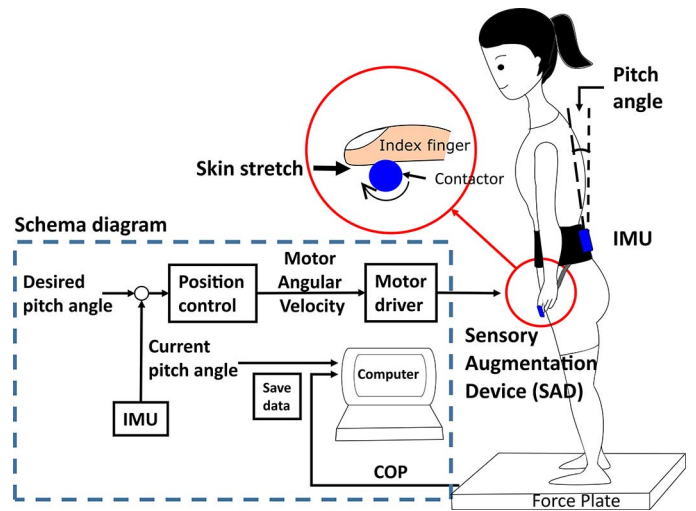 Pitch
angle
Index finger
Skin stretch
Contactor
Schema diagram
IMU
Desired
pitch angle
Position
control
Motor
Angular
Velocity
Motor
driver
Sensory
Augmentation
Device (SAD)
Current
pitch angle
Computer
Save
data
IMU
COP
Force Plate